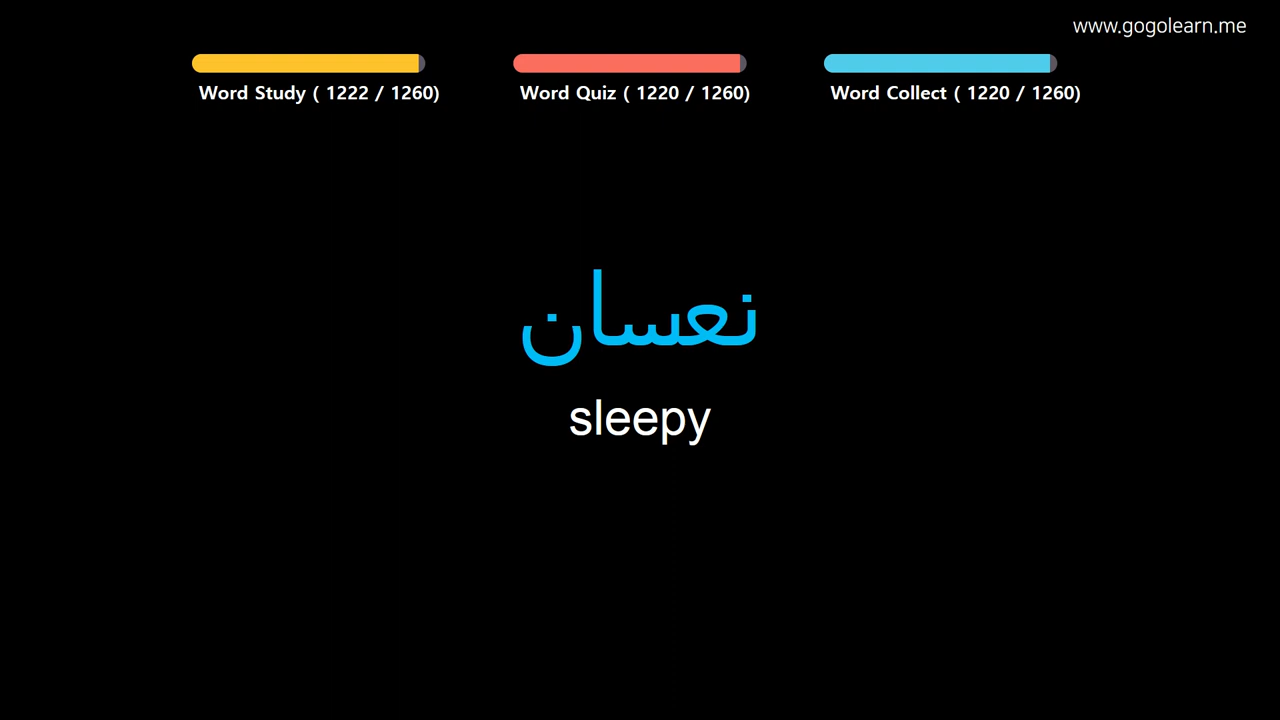 www.gogolearn.me
Word Study ( 1222 / 1260)
Word Quiz ( 1220 / 1260)
Word Collect ( 1220 / 1260)
نعسان
sleepy